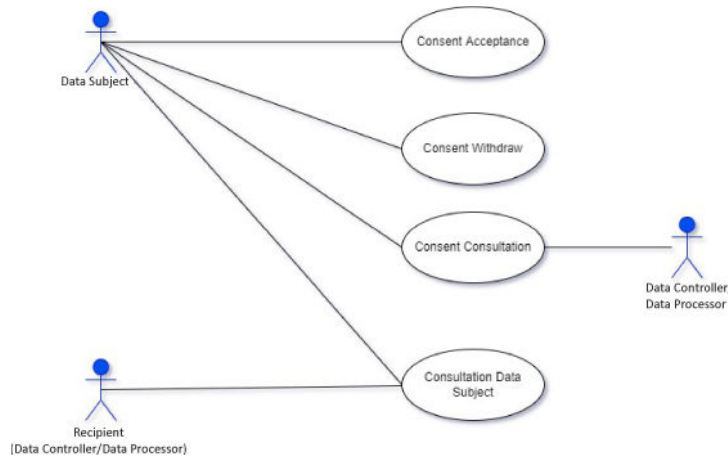 Consent Acceptance
Data Subject
Consent Withdraw
Consent Consultation
Data Controller
Data Processor
Consultation Data
Subject
Recipient
(Data Controller/Data Processor)